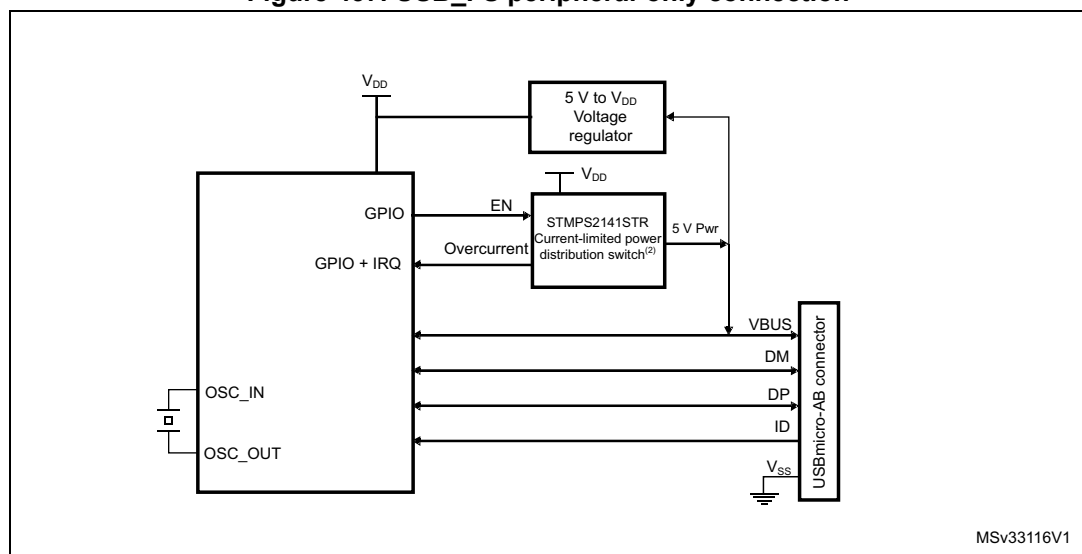 V_DD
5 V to V_DD
Voltage
regulator
V_DD
GPIO
EN
STMPS2141STR
Current-limited power
distribution switch(2)
5 V Pwr
Overcurrent
GPIO + IRQ
VBUS
DM
OSC_IN
DP
ID
OSC_OUT
V_SS
USBmicro-AB connector
MSv33116V1